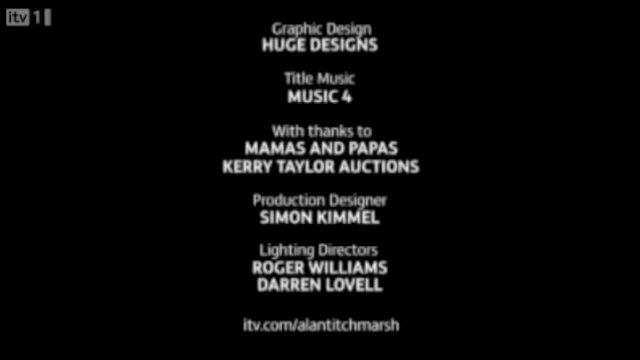 itv 1
Graphic Design
HUGE DESIGNS
Title Music
MUSIC 4
With thanks to
MAMAS AND PAPAS
KERRY TAYLOR AUCTIONS
Production Designer
SIMON KIMMEL
Lighting Directors
ROGER WILLIAMS
DARREN LOVELL
itv.com/alantitchmarsh